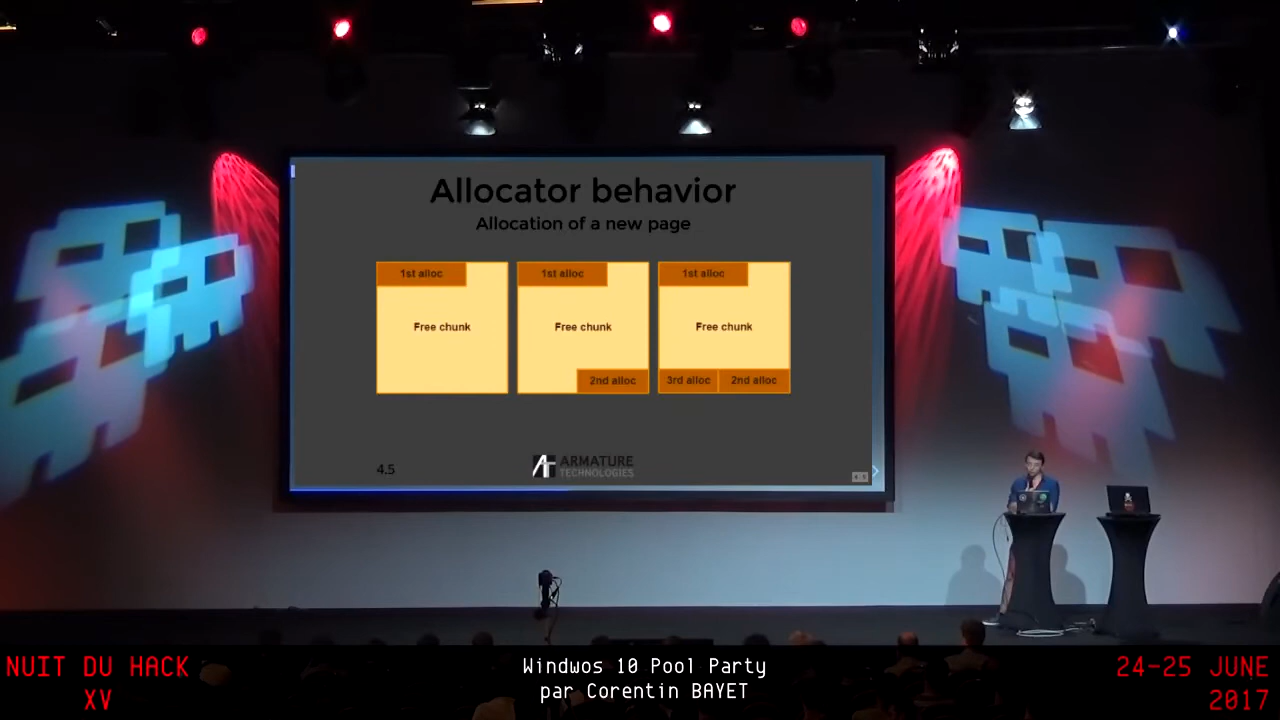 Allocator behavior
Allocation of a new page
1st alloc
1st alloc
1st alloc
Free chunk
Free chunk
Free chunk
2nd alloc
3rd alloc
2nd alloc
4.5
ARMATURE
TECHNOLOGIES
NUIT DU HACK
XV
Windwos 10 Pool Party
par Corentin BAYET
24-25 JUNE
2017